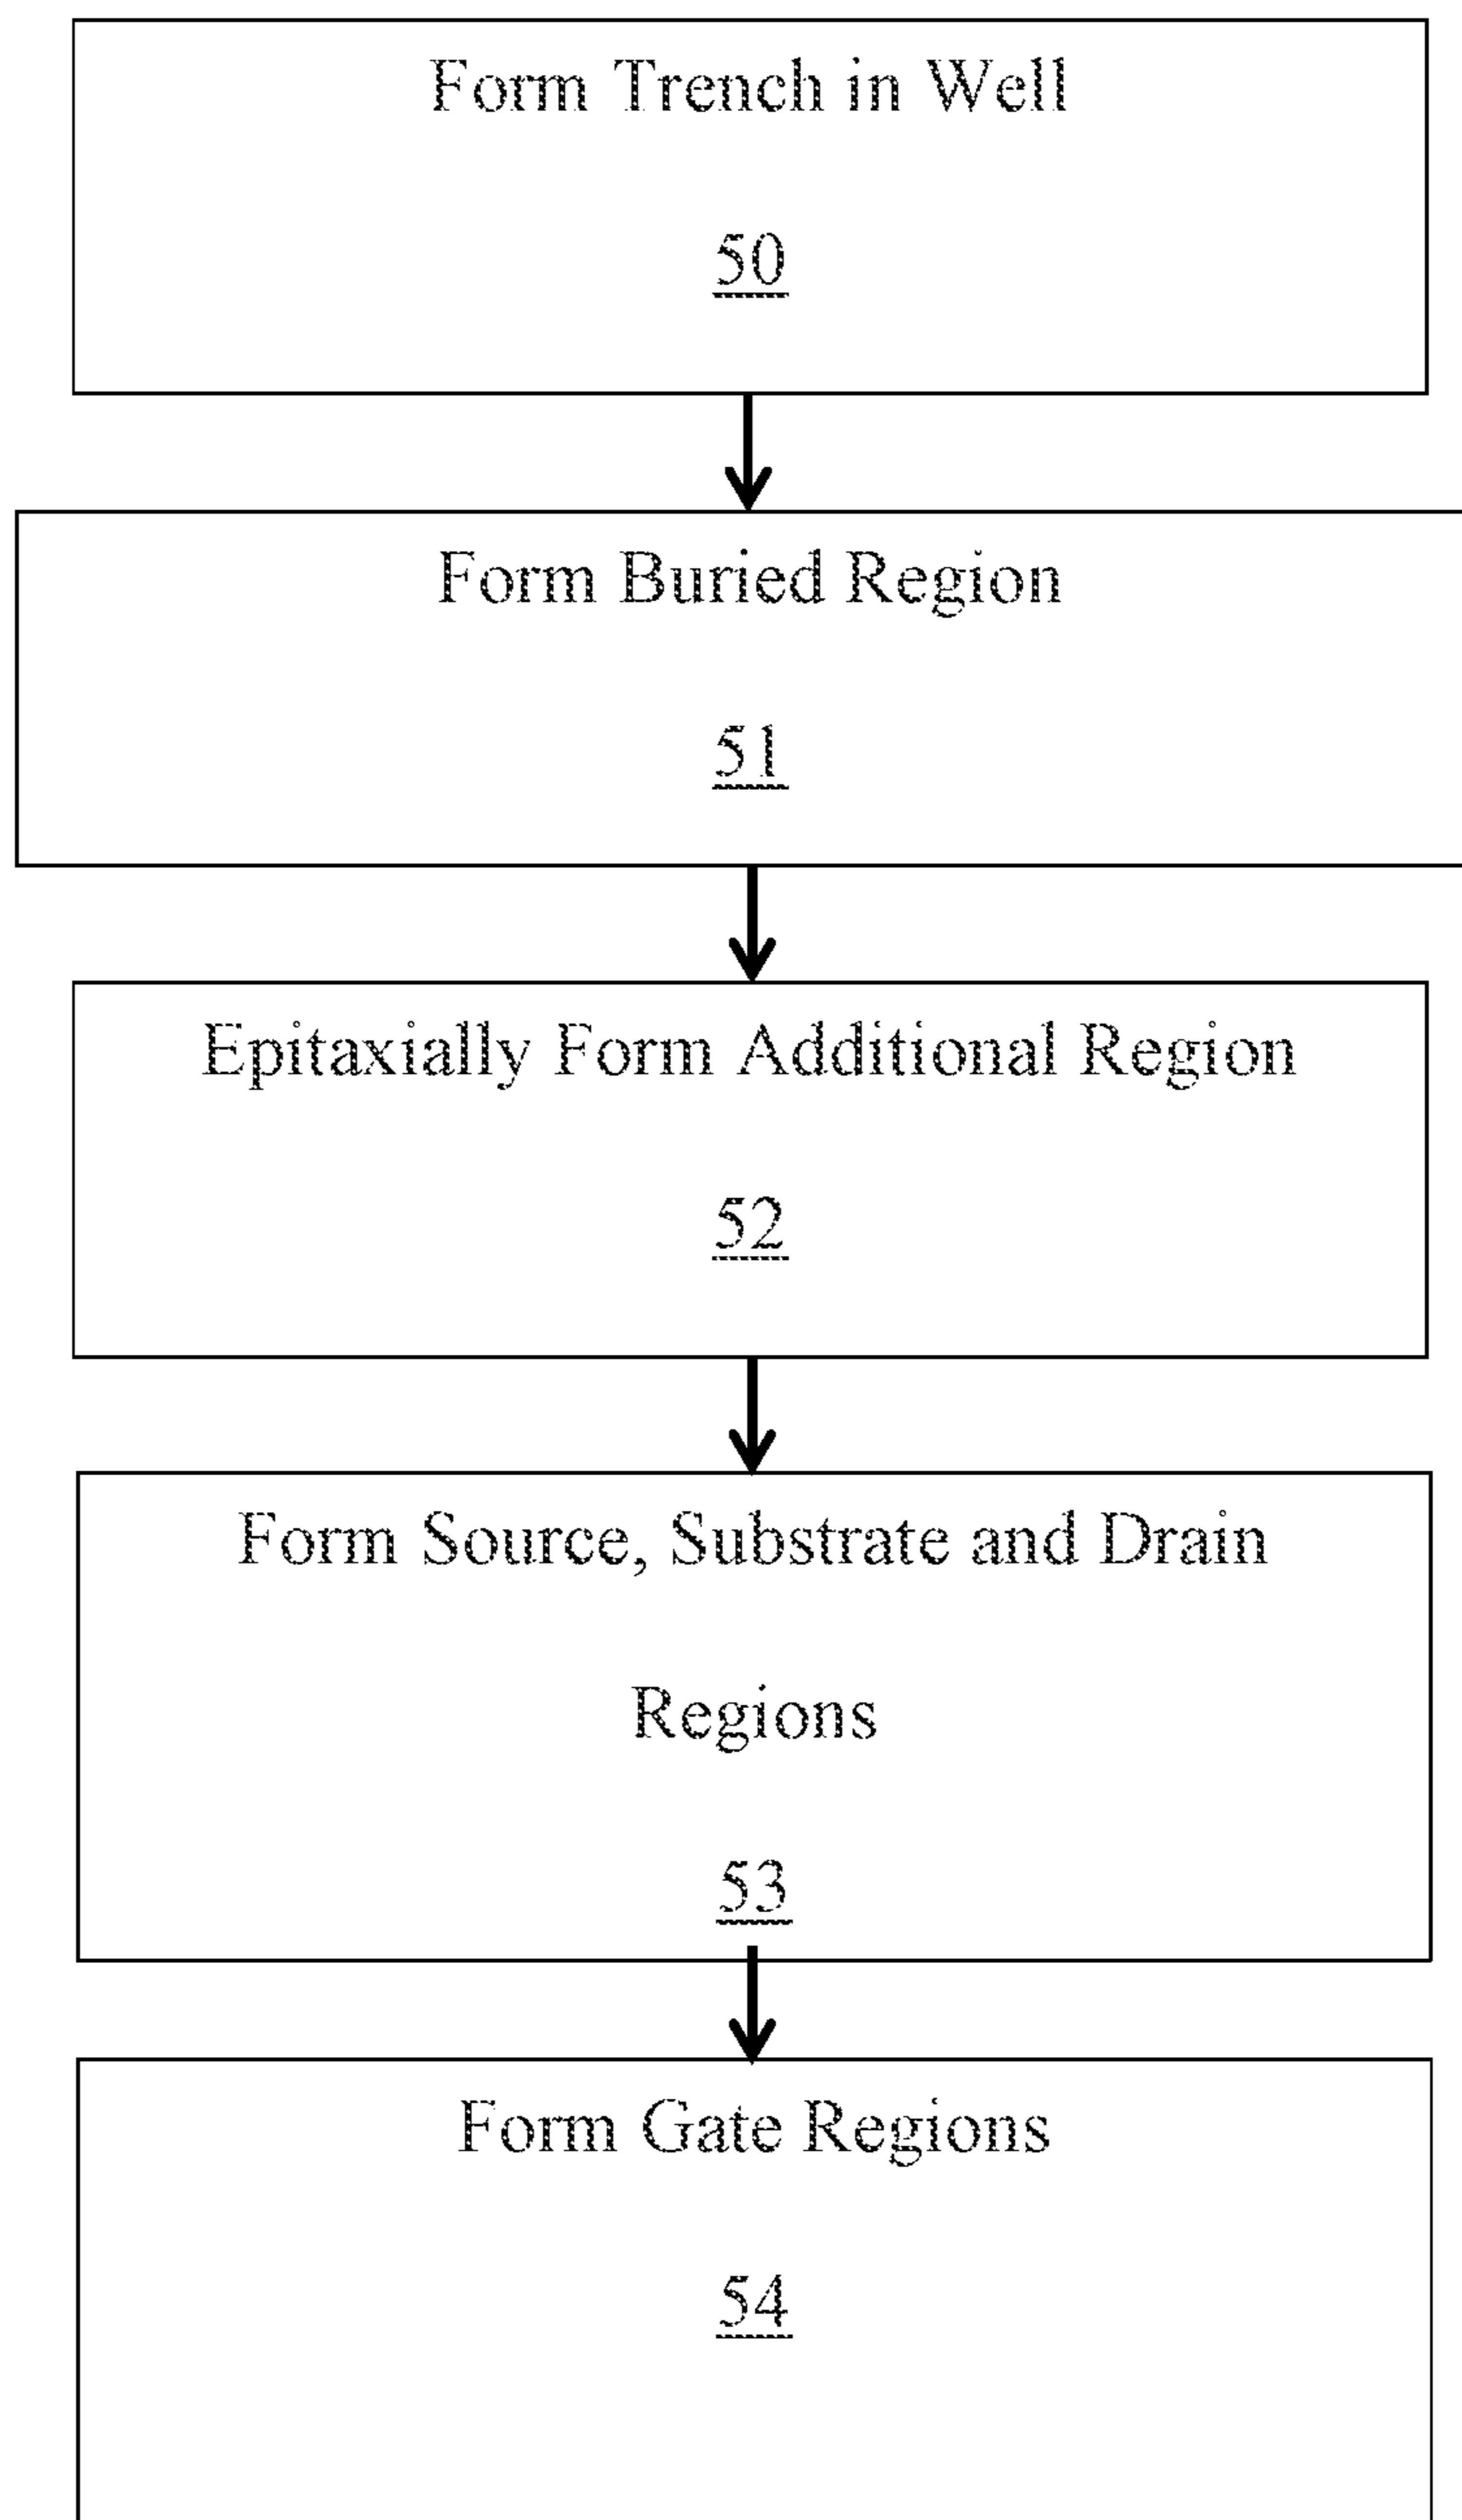 Form Trench in Well
50
Form Buried Region
51
Epitaxially Form Additional Region
52
Form Source, Substrate and Drain
Regions
53
Form Gate Regions
54